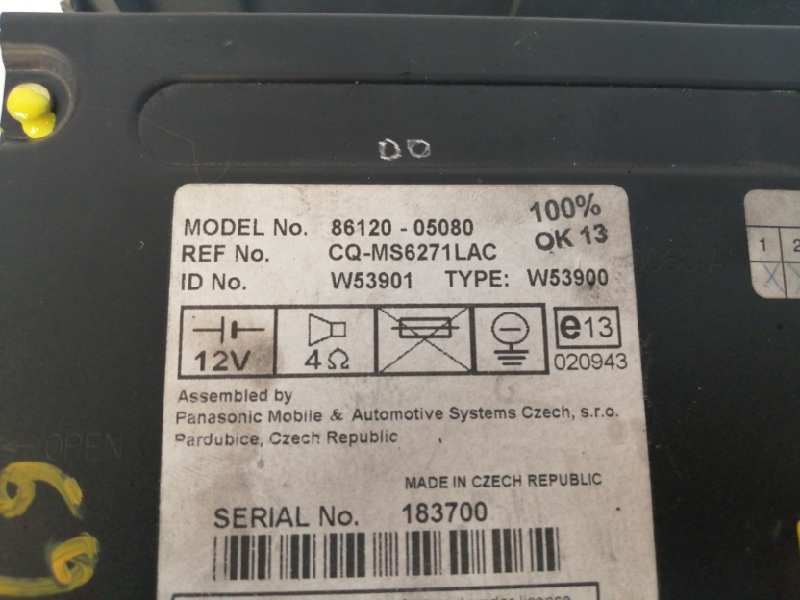 MODEL No. 86120 - 05080 100%
OK 13
REF No. CQ-MS6271LAC
ID No. W53901 TYPE: W53900
12V 4Ω e13
020943
Assembled by
Panasonic Mobile & Automotive Systems Czech, s.r.o.
Pardubice, Czech Republic
OPEN
MADE IN CZECH REPUBLIC
SERIAL No. 183700
1 2
X